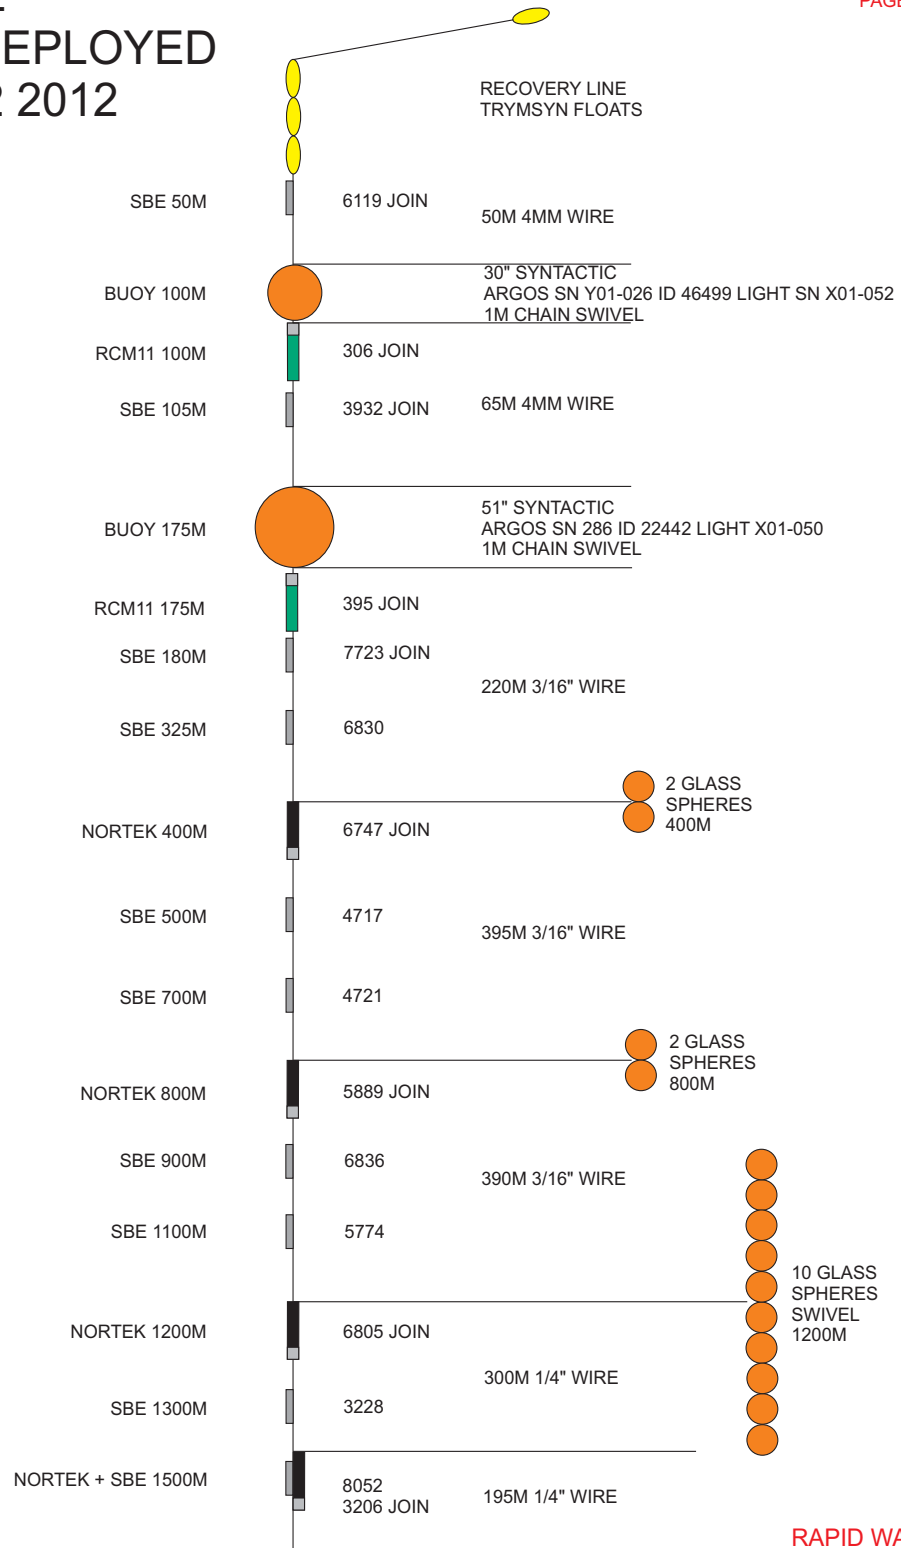 PAGE
EPLOYED
2012
RECOVERY LINE
TRYMSYN FLOATS
SBE 50M
6119 JOIN
50M 4MM WIRE
BUOY 100M
30" SYNTACTIC
ARGOS SN Y01-026 ID 46499 LIGHT SN X01-052
1M CHAIN SWIVEL
RCM11 100M
306 JOIN
SBE 105M
3932 JOIN
65M 4MM WIRE
BUOY 175M
51" SYNTACTIC
ARGOS SN 286 ID 22442 LIGHT X01-050
1M CHAIN SWIVEL
RCM11 175M
395 JOIN
SBE 180M
7723 JOIN
220M 3/16" WIRE
SBE 325M
6830
2 GLASS
SPHERES
400M
NORTEK 400M
6747 JOIN
SBE 500M
4717
395M 3/16" WIRE
SBE 700M
4721
2 GLASS
SPHERES
800M
NORTEK 800M
5889 JOIN
SBE 900M
6836
390M 3/16" WIRE
SBE 1100M
5774
10 GLASS
SPHERES
SWIVEL
1200M
NORTEK 1200M
6805 JOIN
300M 1/4" WIRE
SBE 1300M
3228
NORTEK + SBE 1500M
8052
3206 JOIN
195M 1/4" WIRE
RAPID WA